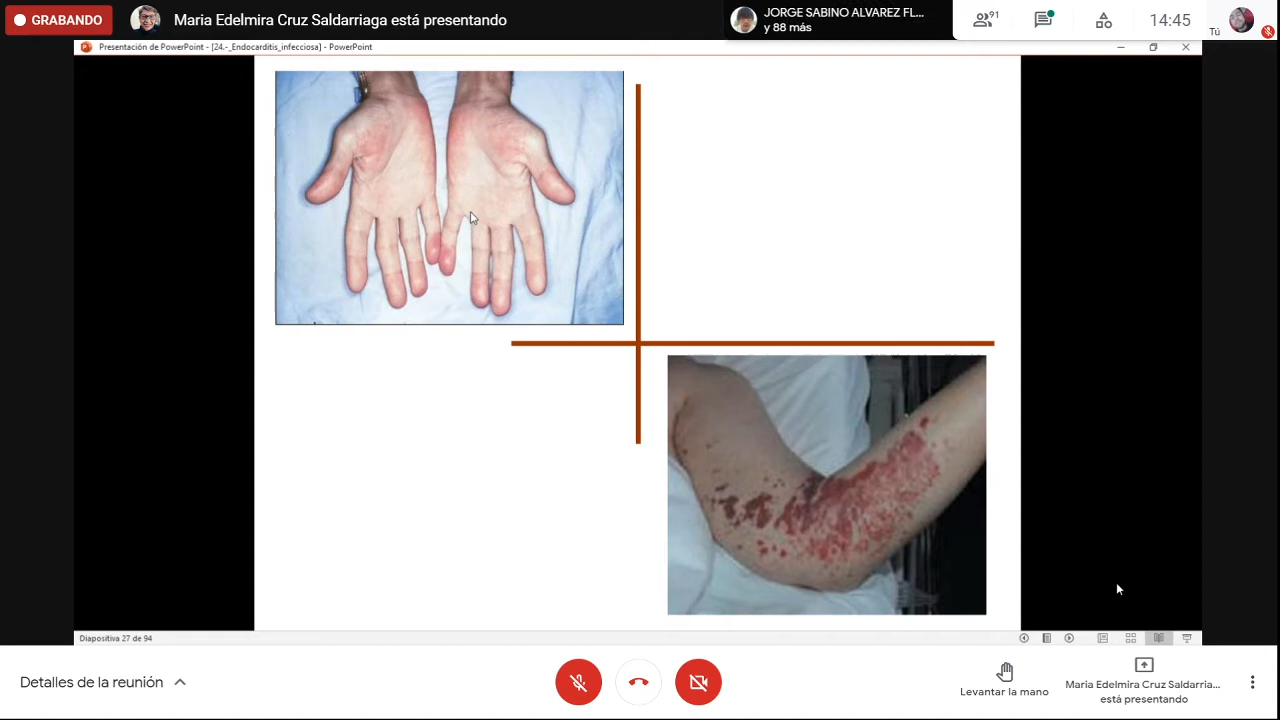 GRABANDO
Maria Edelmira Cruz Saldarriaga está presentando
JORGE SABINO ALVAREZ FL...
y 88 más
91
14:45
Tú
Presentación de PowerPoint - [24.-_Endocarditis_infecciosa] - PowerPoint
Diapositiva 27 de 94
Detalles de la reunión
Levantar la mano
Maria Edelmira Cruz Saldarria...
está presentando